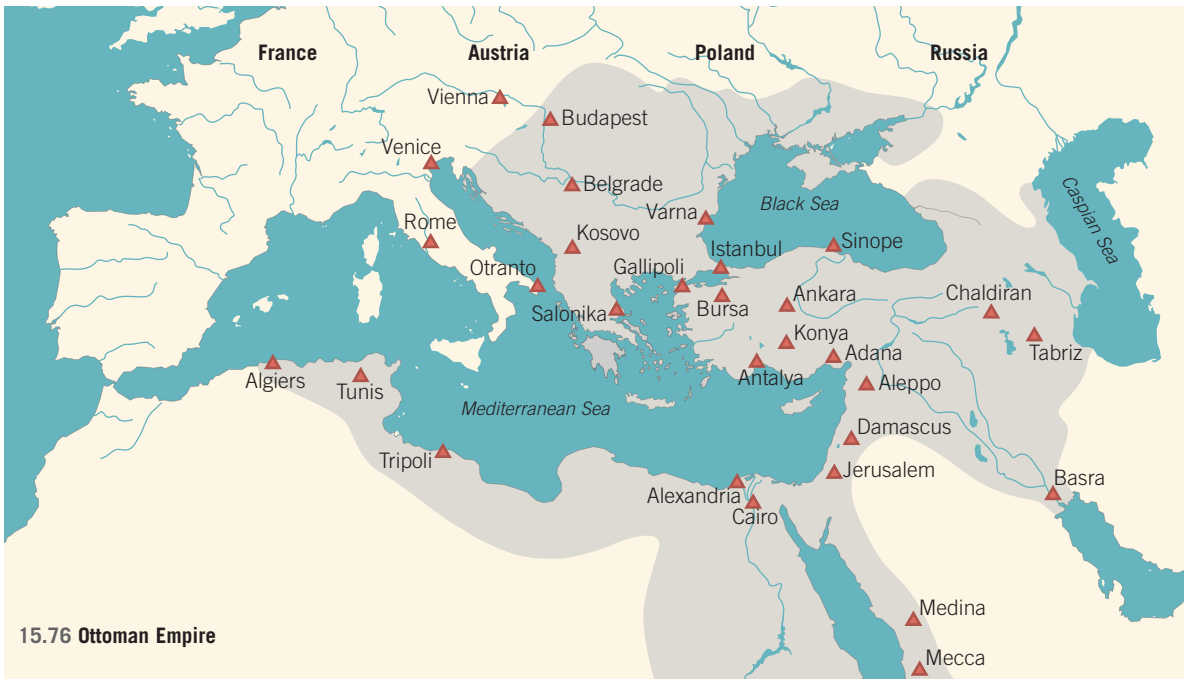 France
Austria
Poland
Russia
Vienna
Budapest
Venice
Belgrade
Caspian Sea
Black Sea
Varna
Rome
Kosovo
Sinope
Istanbul
Otranto
Gallipoli
Ankara
Chaldiran
Salonika
Bursa
Konya
Adana
Tabriz
Algiers
Tunis
Antalya
Aleppo
Mediterranean Sea
Damascus
Tripoli
Jerusalem
Basra
Alexandria
Cairo
Medina
15.76 Ottoman Empire
Mecca